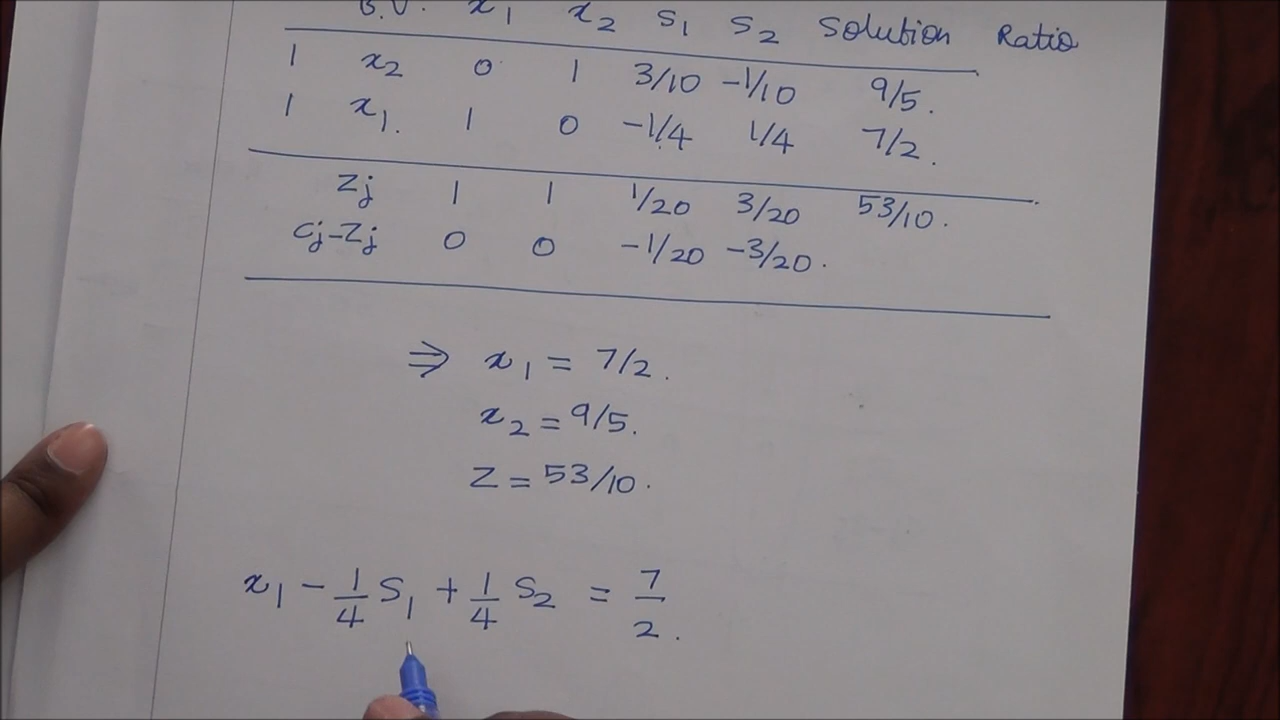 B.V. x1 x2 S1 S2 Solution Ratio
1 x2 0 1 3/10 -1/10 9/5.
1 x1. 1 0 -1/4 1/4 7/2.
Zj 1 1 1/20 3/20 53/10.
Cj-Zj 0 0 -1/20 -3/20.
⇒ x1 = 7/2.
x2 = 9/5.
Z = 53/10.
x1 - 1/4 S1 + 1/4 S2 = 7/2.